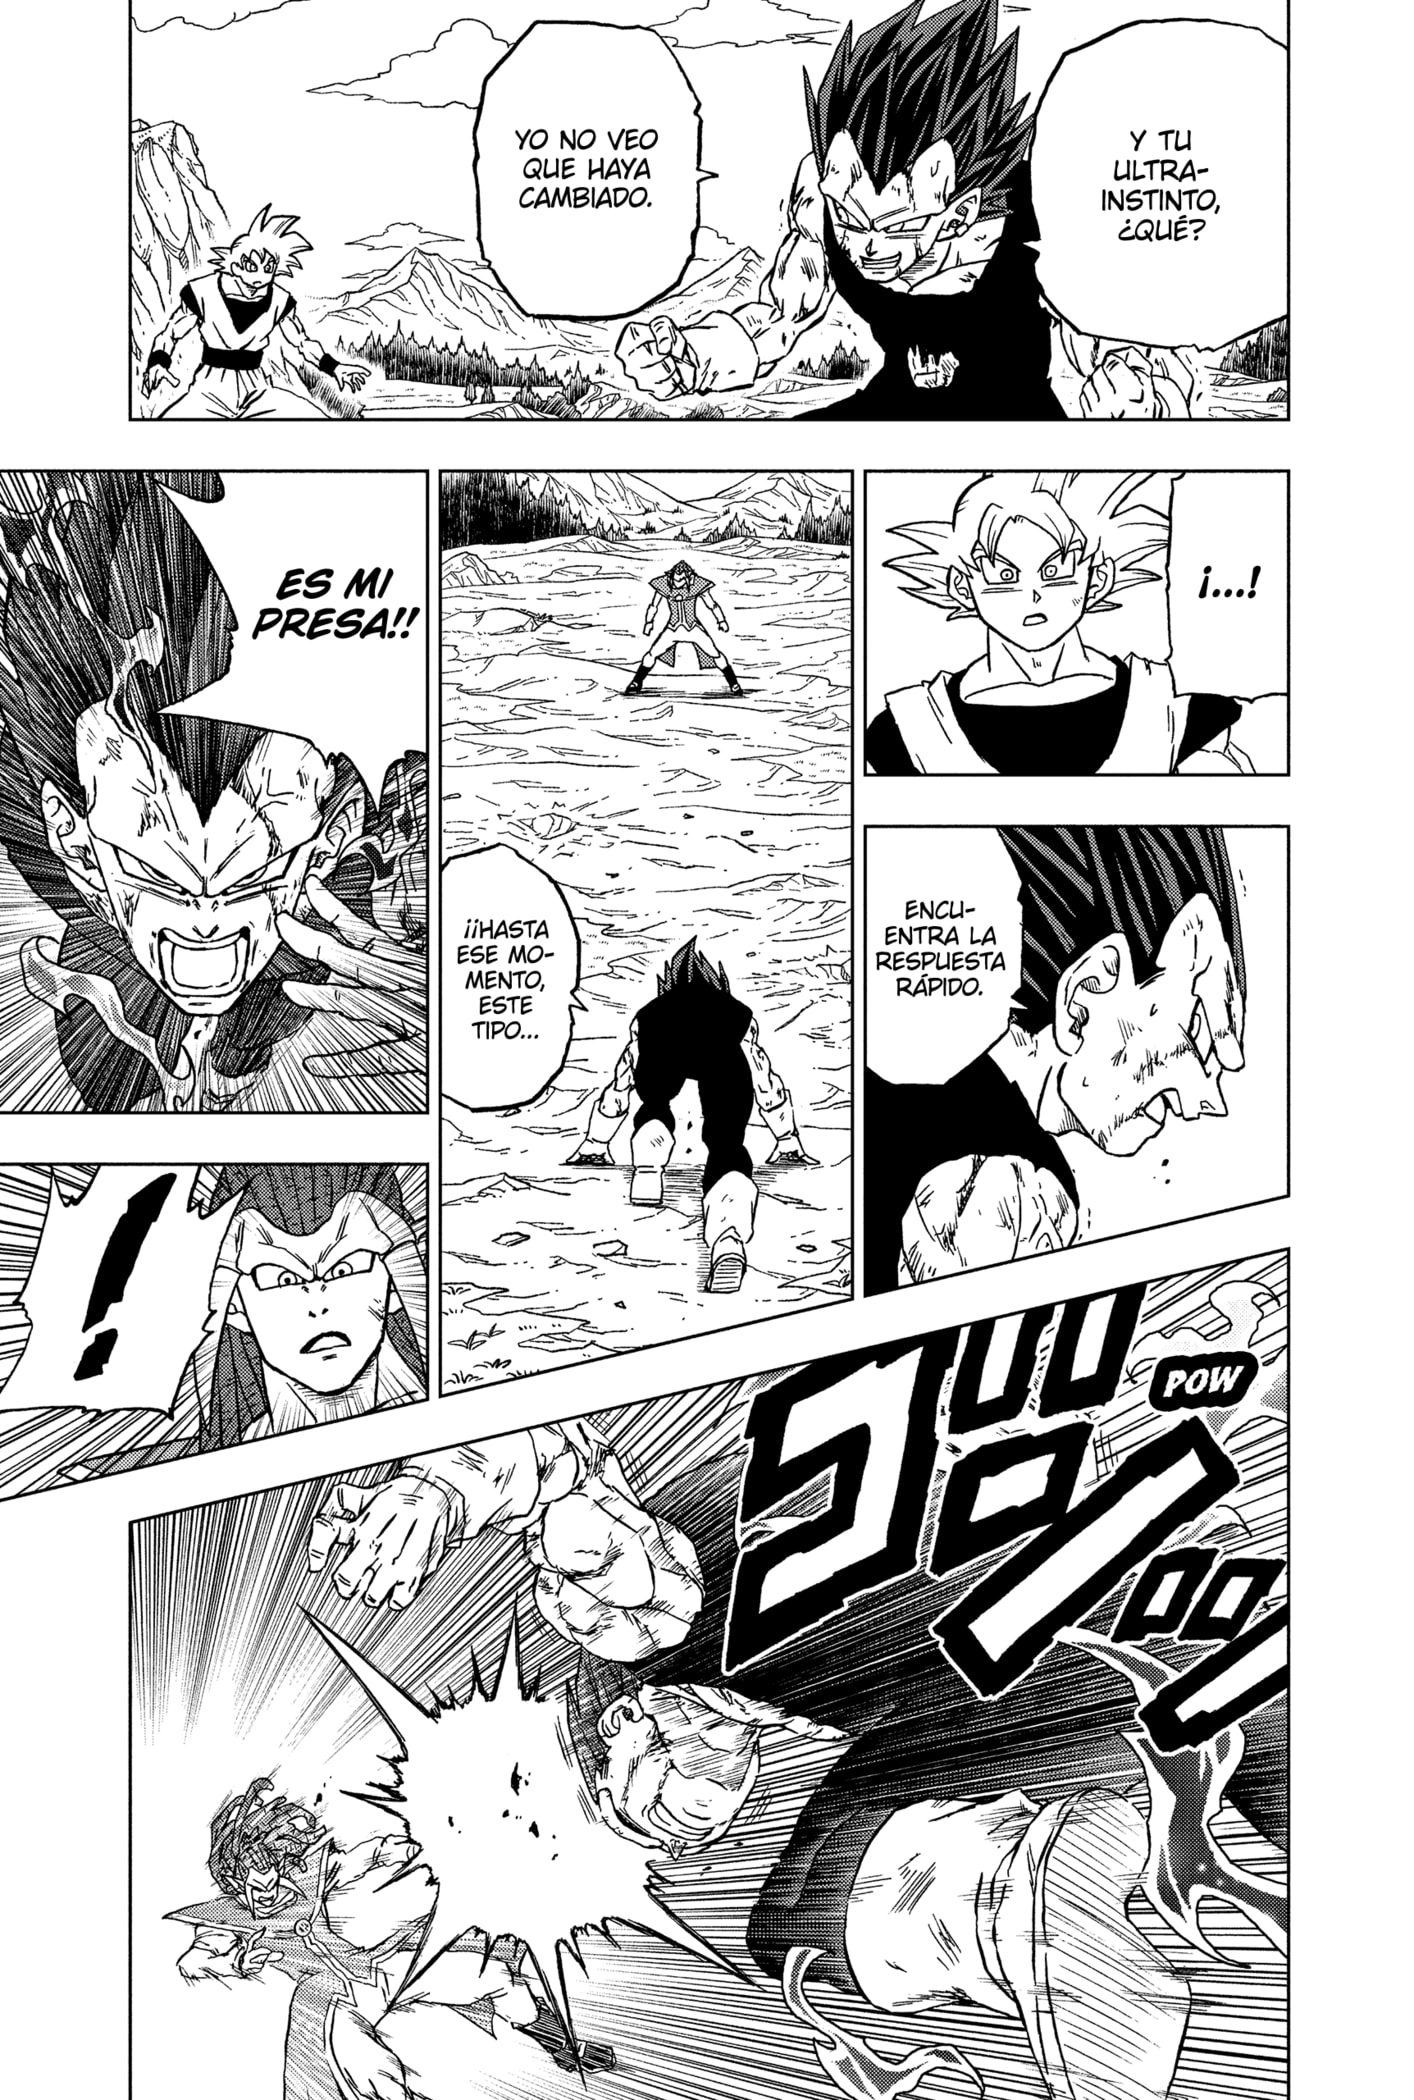 Y TU
ULTRA-
INSTINTO,
¿QUÉ?
YO NO VEO
QUE HAYA
CAMBIADO.
¡...!
ENCU-
ENTRA LA
RESPUESTA
RÁPIDO.
¡¡HASTA
ESE MO-
MENTO,
ESTE
TIPO...
ES MI
PRESA!!
!
POW